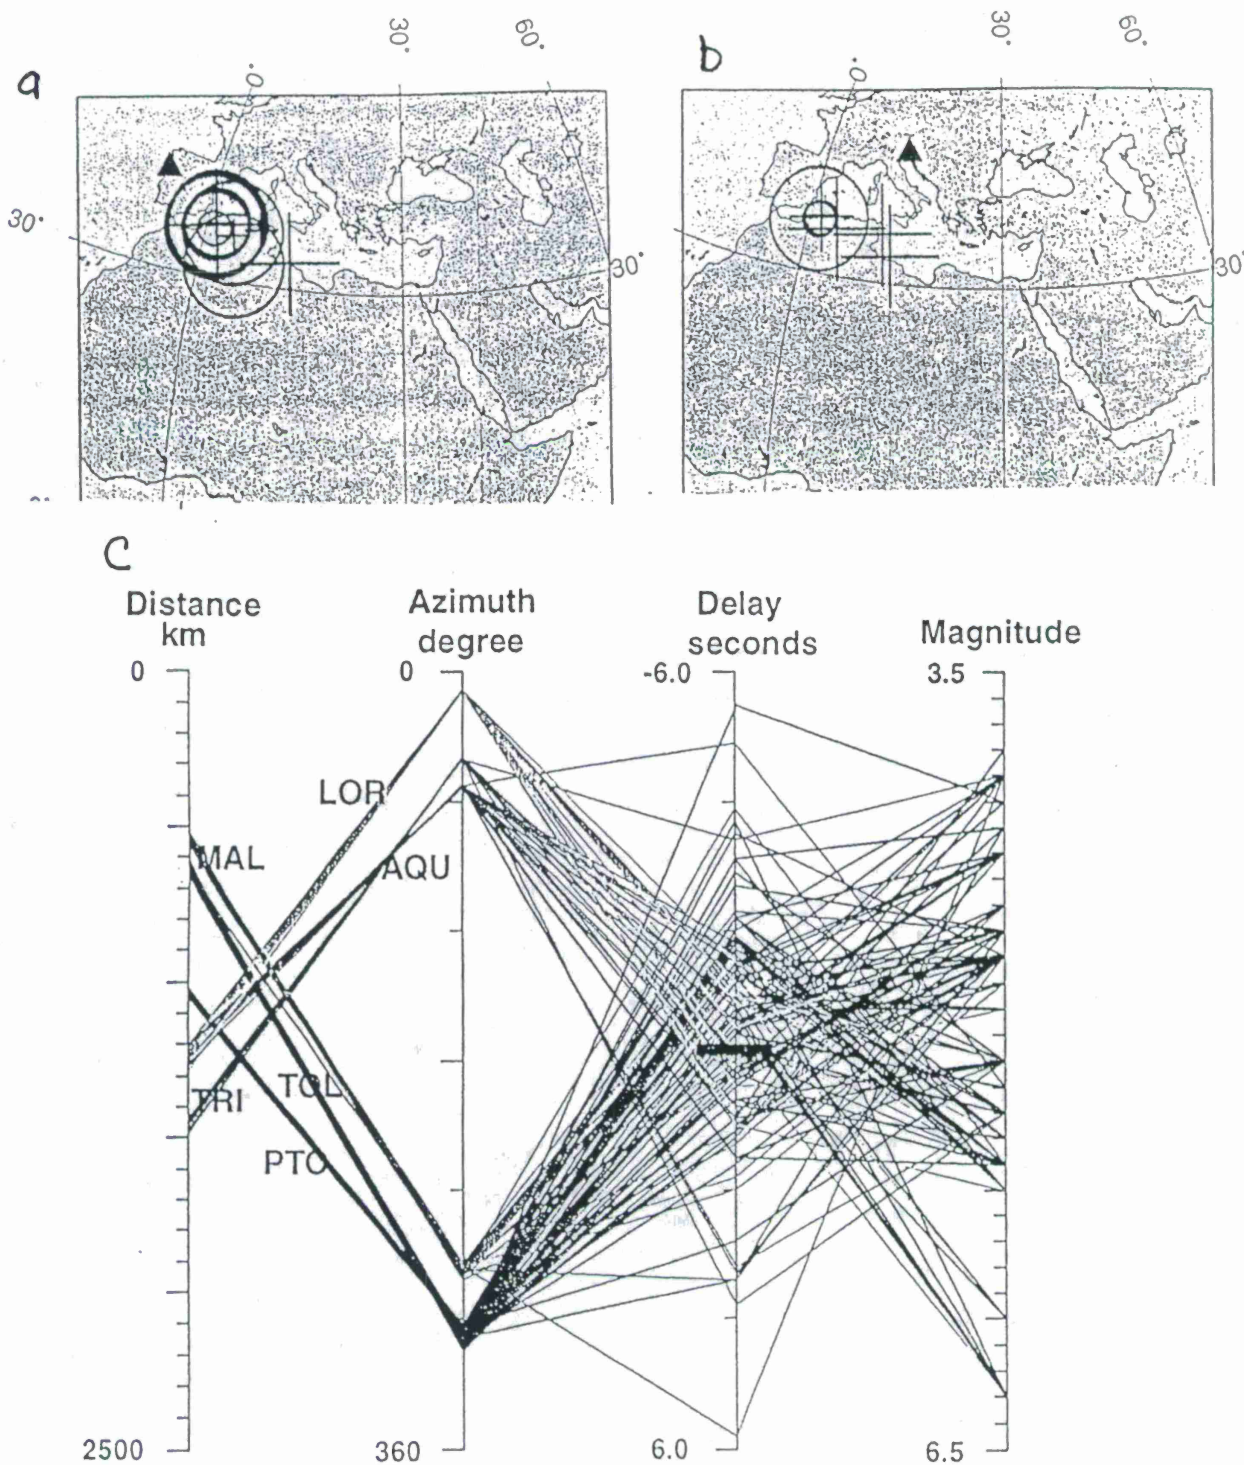 30° 60° 30° 60°
a b
0° 0°
30° 30° 30°
C
Distance km
Azimuth degree
Delay seconds
Magnitude
0 0 -6.0 3.5
LOR
MAL AQU
TRI TOL
PTO
2500 360 6.0 6.5